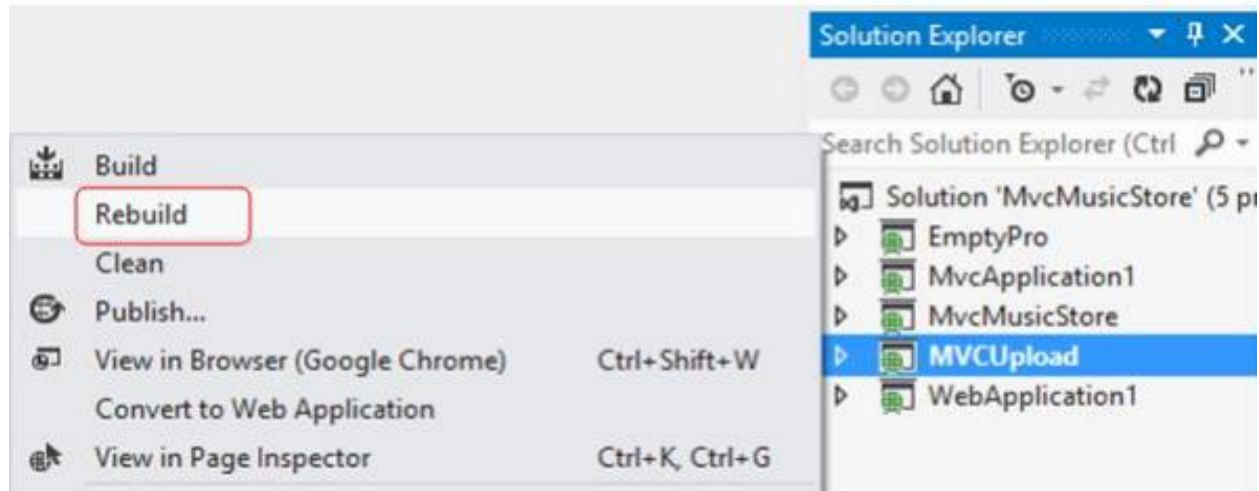 Solution Explorer
Search Solution Explorer (Ctrl
Build
Rebuild
Clean
Publish...
View in Browser (Google Chrome) Ctrl+Shift+W
Convert to Web Application
View in Page Inspector Ctrl+K, Ctrl+G
Solution 'MvcMusicStore' (5 pr
EmptyPro
MvcApplication1
MvcMusicStore
MVCUpload
WebApplication1